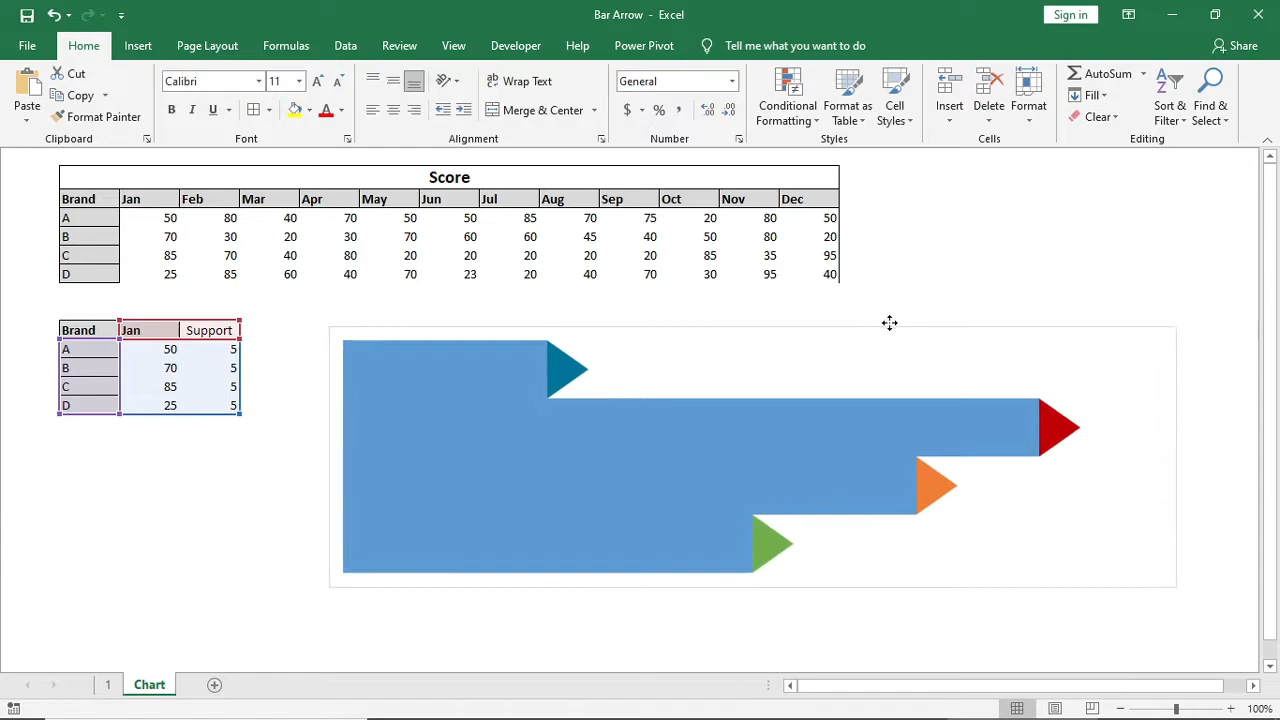 Bar Arrow - Excel
Sign in
File Home Insert Page Layout Formulas Data Review View Developer Help Power Pivot Tell me what you want to do Share
Paste Cut Copy Format Painter
Calibri 11
B I U A
Wrap Text
Merge & Center
General
$ %
Conditional Formatting
Format as Table
Cell Styles
Insert Delete Format
AutoSum
Fill
Clear
Sort & Filter
Find & Select
Clipboard Font Alignment Number Styles Cells Editing
Score
Brand Jan Feb Mar Apr May Jun Jul Aug Sep Oct Nov Dec
A 50 80 40 70 50 50 85 70 75 20 80 50
B 70 30 20 30 70 60 60 45 40 50 80 20
C 85 70 40 80 20 20 20 20 20 85 35 95
D 25 85 60 40 70 23 20 40 70 30 95 40
Brand Jan Support
A 50 5
B 70 5
C 85 5
D 25 5
1 Chart
100%